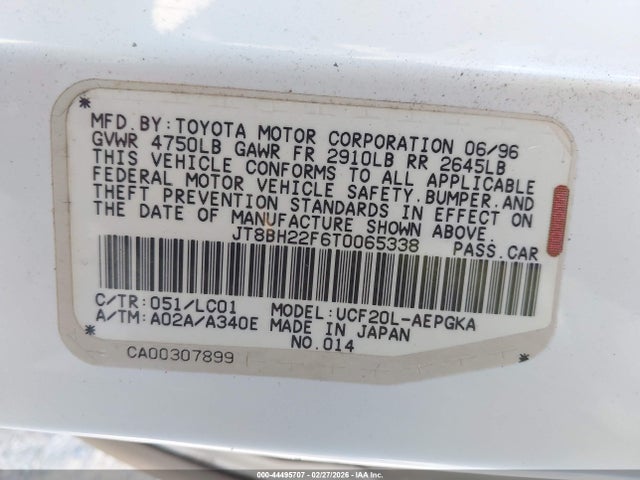 MFD.BY:TOYOTA MOTOR CORPORATION 06/96
GVWR 4750LB GAWR FR 2910LB RR 2645LB
THIS VEHICLE CONFORMS TO ALL APPLICABLE
FEDERAL MOTOR VEHICLE SAFETY,BUMPER,AND
THEFT PREVENTION STANDARDS IN EFFECT ON
THE DATE OF MANUFACTURE SHOWN ABOVE.
JT8BH22F6T0065338 PASS.CAR
C/TR:051/LC01 MODEL:UCF20L-AEPGKA
A/TM:A02A/A340E MADE IN JAPAN
NO.014
CA00307899
000-44495707 - 02/27/2026 - IAAI.COM